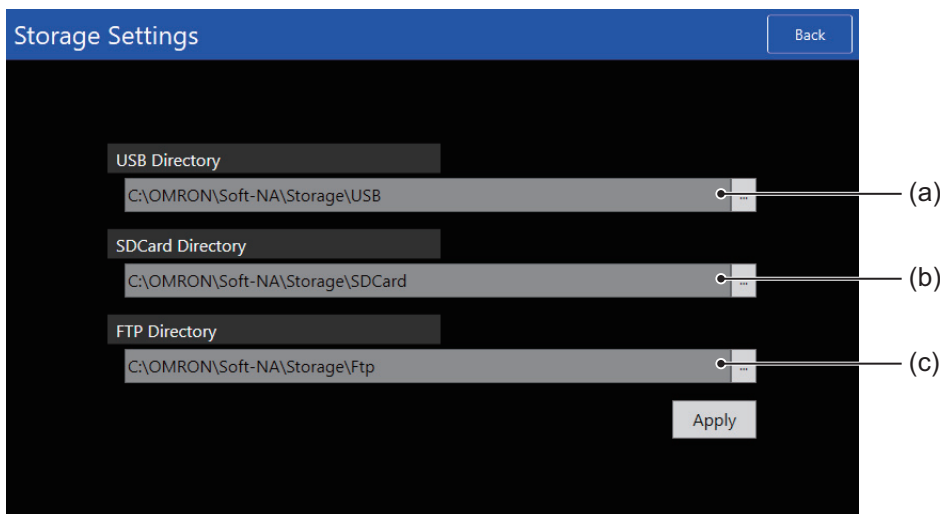 Storage Settings
Back
USB Directory
C:\OMRON\Soft-NA\Storage\USB
...
(a)
SDCard Directory
C:\OMRON\Soft-NA\Storage\SDCard
...
(b)
FTP Directory
C:\OMRON\Soft-NA\Storage\Ftp
...
(c)
Apply